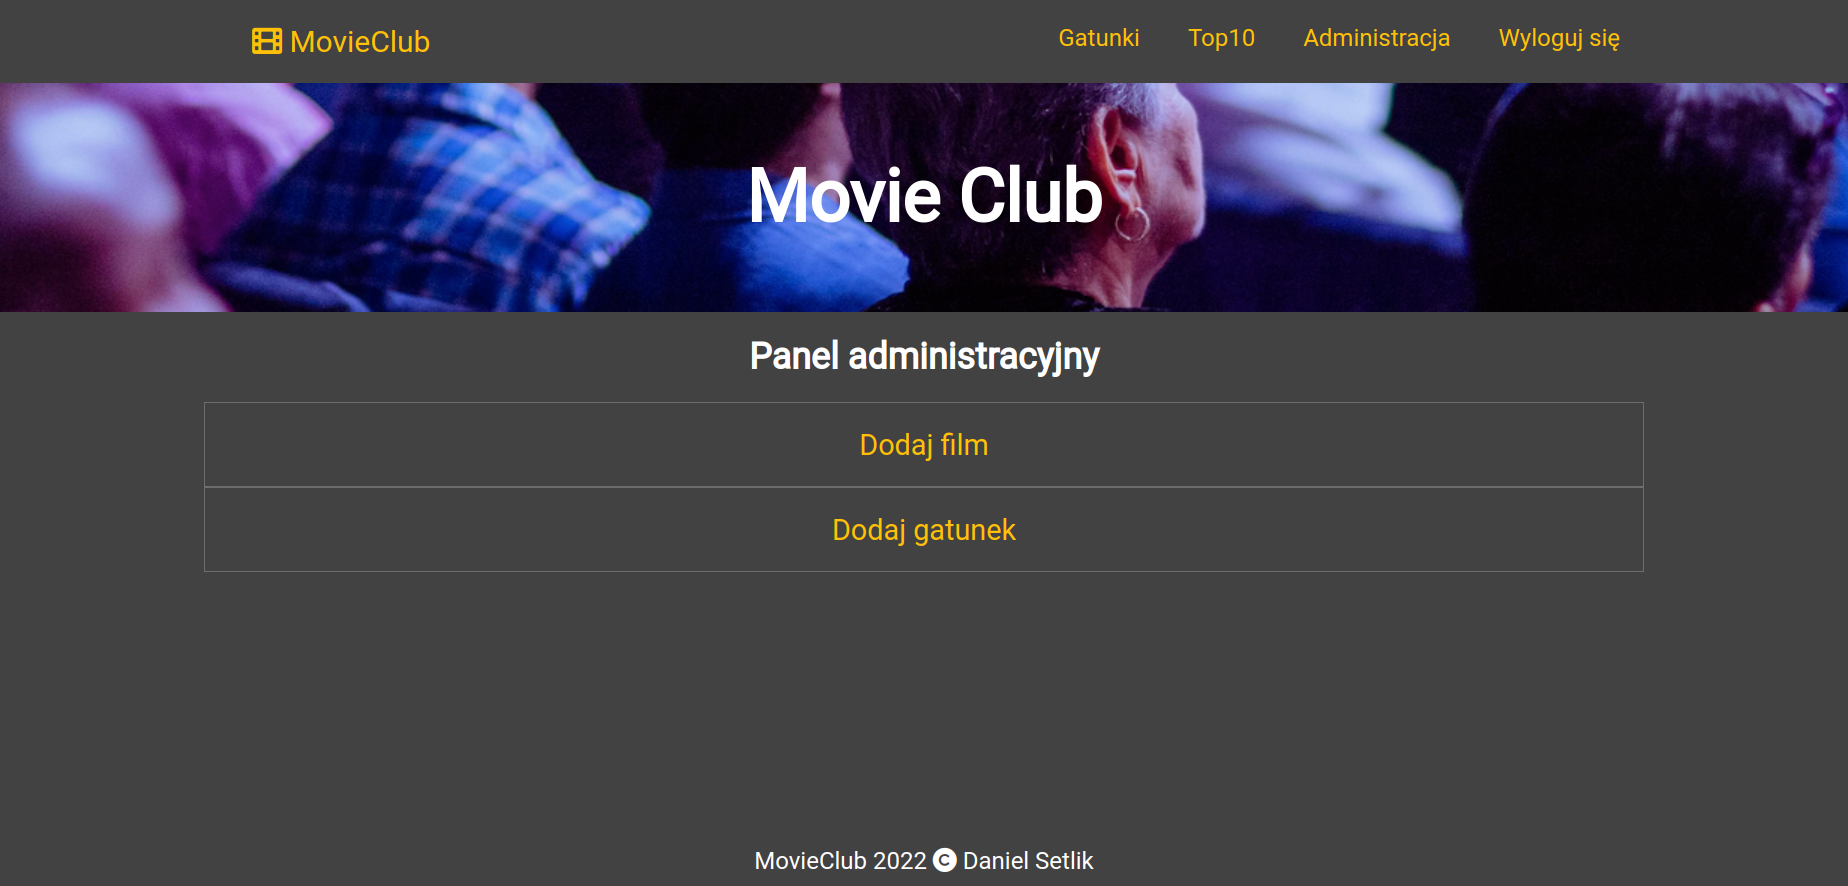 MovieClub
Gatunki Top10 Administracja Wyloguj się
Movie Club
Panel administracyjny
Dodaj film
Dodaj gatunek
MovieClub 2022 © Daniel Setlik